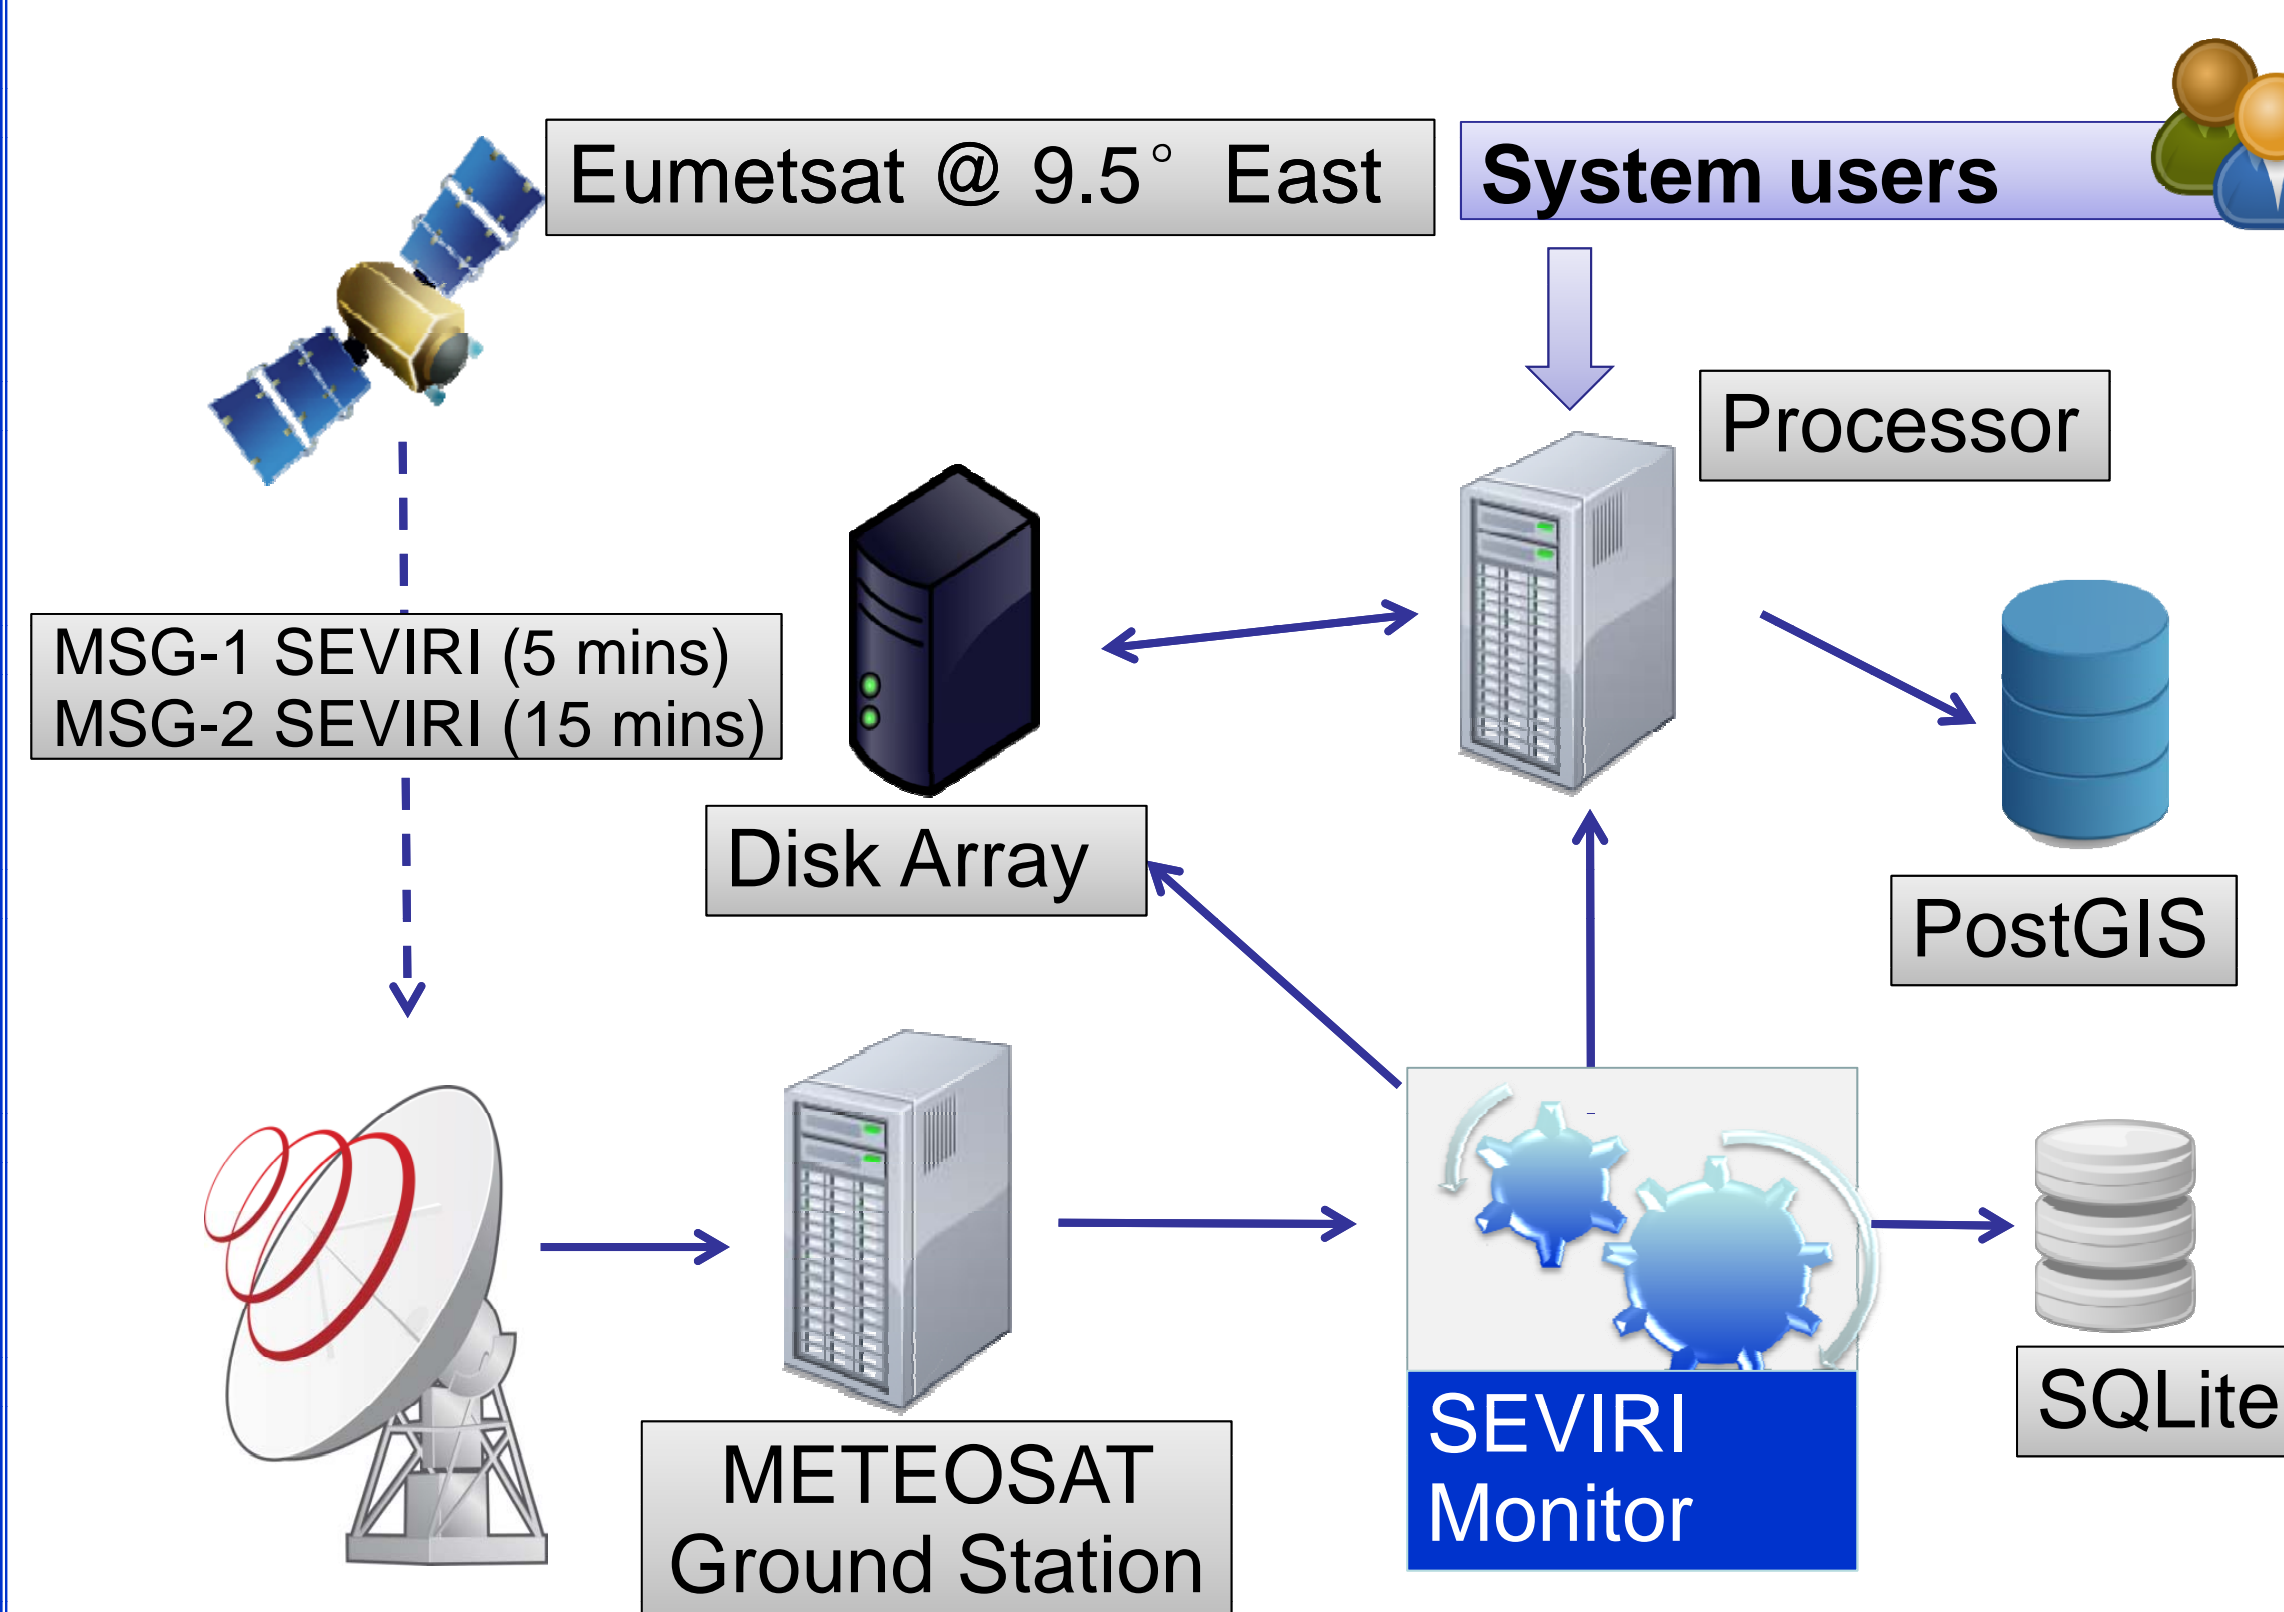 Eumetsat @ 9.5° East
System users
Processor
MSG-1 SEVIRI (5 mins)
MSG-2 SEVIRI (15 mins)
Disk Array
PostGIS
METEOSAT
Ground Station
SEVIRI
Monitor
SQLite